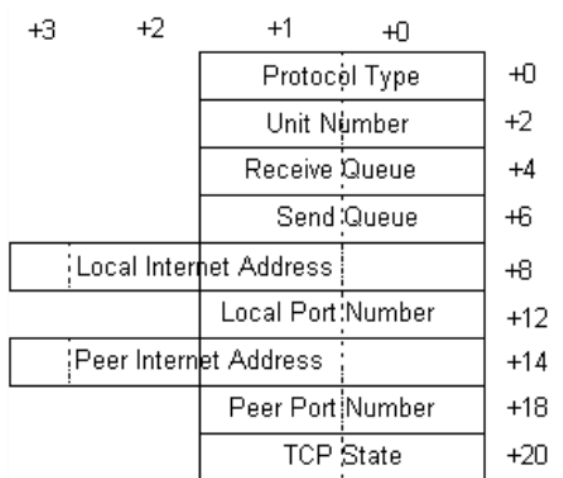 +3 +2 +1 +0
Protocol Type +0
Unit Number +2
Receive Queue +4
Send Queue +6
Local Internet Address +8
Local Port Number +12
Peer Internet Address +14
Peer Port Number +18
TCP State +20